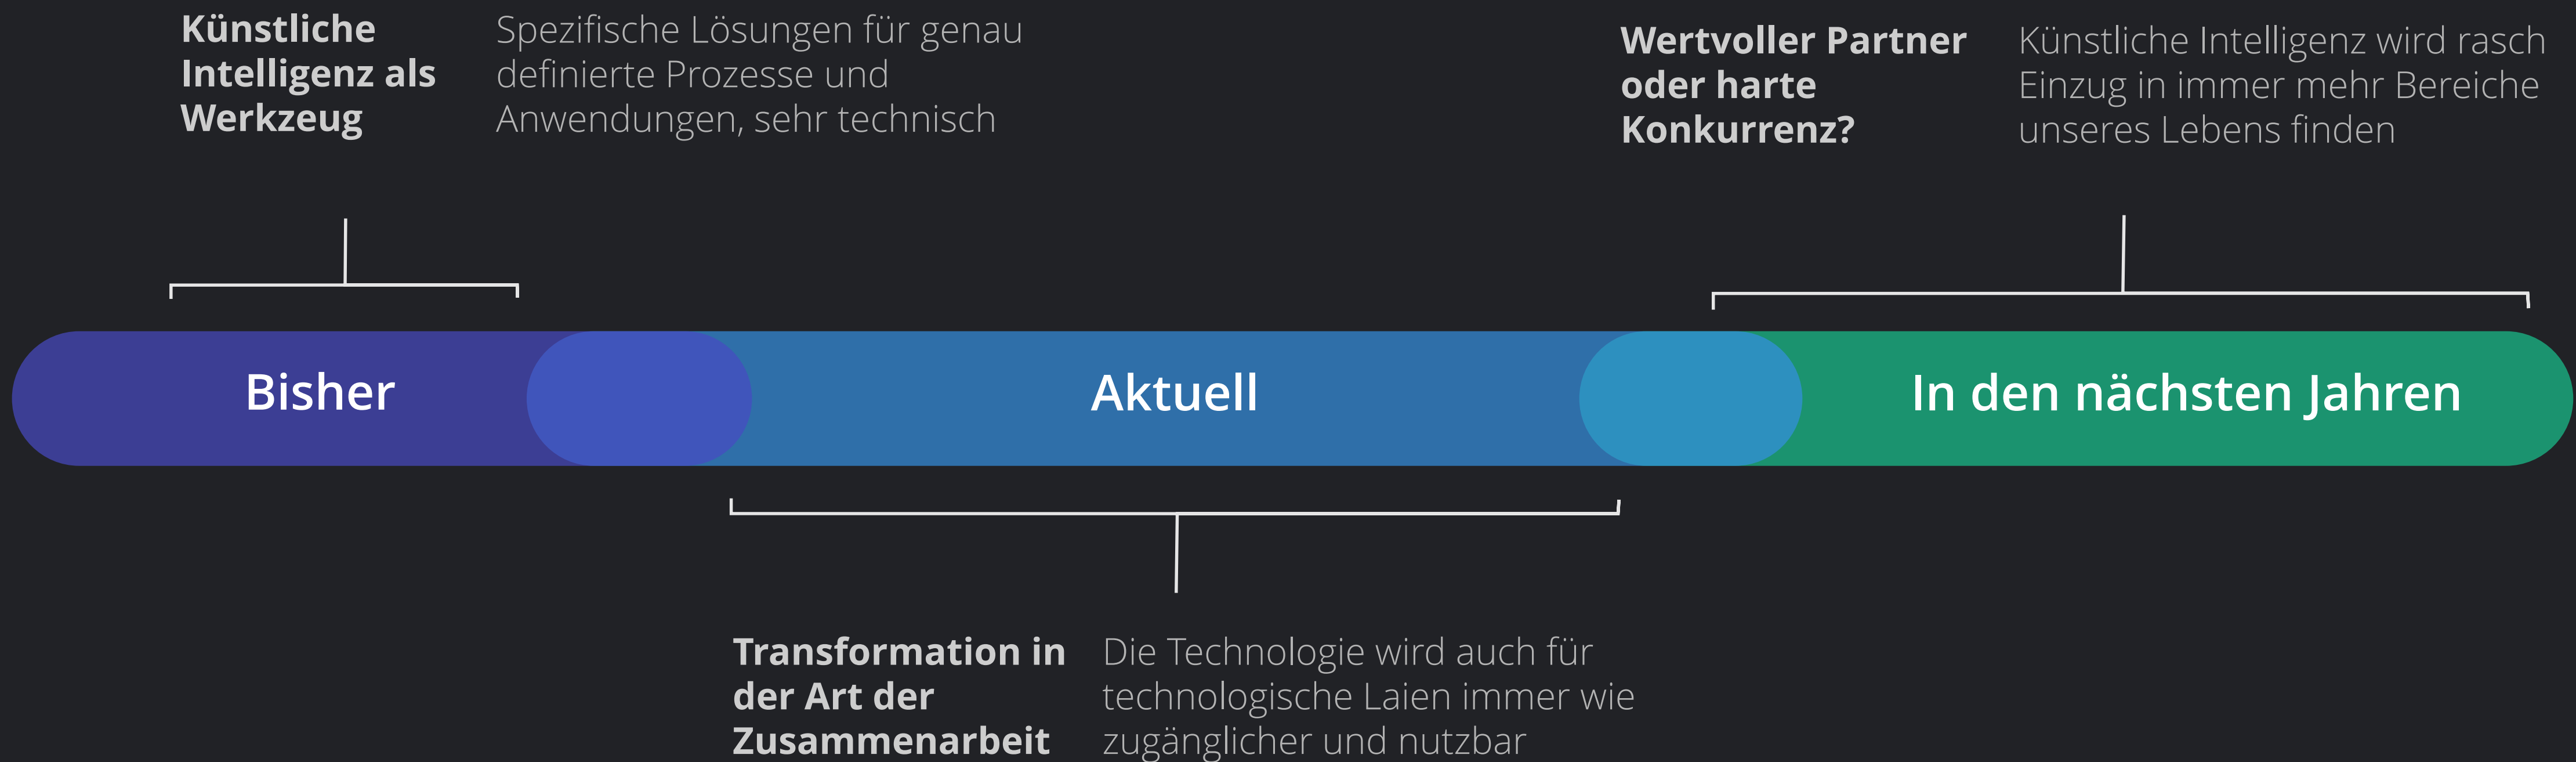 Künstliche
Intelligenz als
Werkzeug
Spezifische Lösungen für genau
definierte Prozesse und
Anwendungen, sehr technisch
Wertvoller Partner
oder harte
Konkurrenz?
Künstliche Intelligenz wird rasch
Einzug in immer mehr Bereiche
unseres Lebens finden
Bisher
Aktuell
In den nächsten Jahren
Transformation in
der Art der
Zusammenarbeit
Die Technologie wird auch für
technologische Laien immer wie
zugänglicher und nutzbar